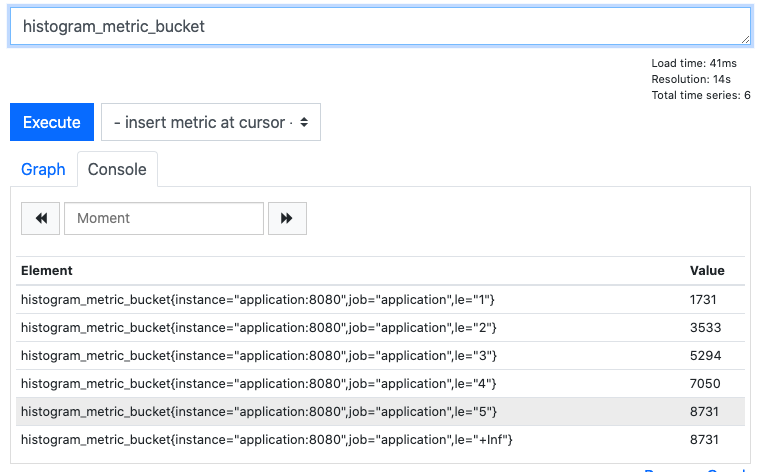 histogram_metric_bucket
Load time: 41ms
Resolution: 14s
Total time series: 6
Execute
- insert metric at cursor -
Graph Console
Moment
Element Value
histogram_metric_bucket{instance="application:8080",job="application",le="1"} 1731
histogram_metric_bucket{instance="application:8080",job="application",le="2"} 3533
histogram_metric_bucket{instance="application:8080",job="application",le="3"} 5294
histogram_metric_bucket{instance="application:8080",job="application",le="4"} 7050
histogram_metric_bucket{instance="application:8080",job="application",le="5"} 8731
histogram_metric_bucket{instance="application:8080",job="application",le="+Inf"} 8731